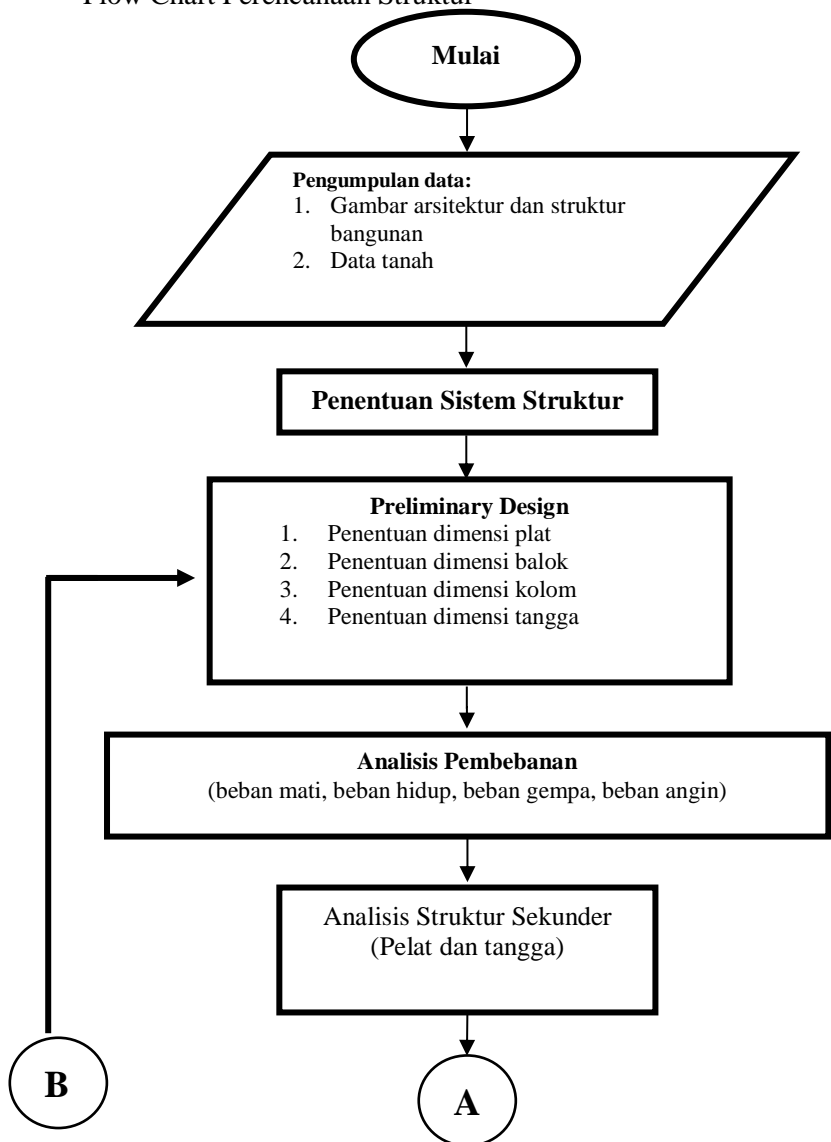 Flow Chart Perencanaan Struktur
Mulai
Pengumpulan data:
1. Gambar arsitektur dan struktur
bangunan
2. Data tanah
Penentuan Sistem Struktur
Preliminary Design
1. Penentuan dimensi plat
2. Penentuan dimensi balok
3. Penentuan dimensi kolom
4. Penentuan dimensi tangga
Analisis Pembebanan
(beban mati, beban hidup, beban gempa, beban angin)
Analisis Struktur Sekunder
(Pelat dan tangga)
B
A